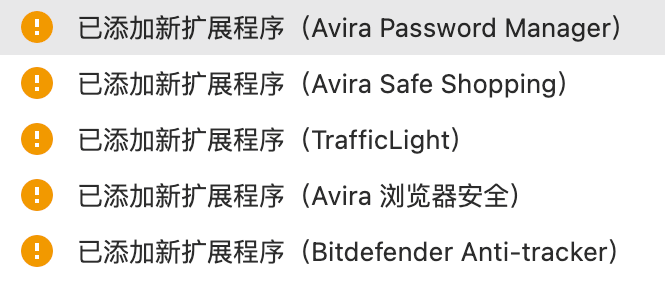 已添加新扩展程序（Avira Password Manager）
已添加新扩展程序（Avira Safe Shopping）
已添加新扩展程序（TrafficLight）
已添加新扩展程序（Avira 浏览器安全）
已添加新扩展程序（Bitdefender Anti-tracker）